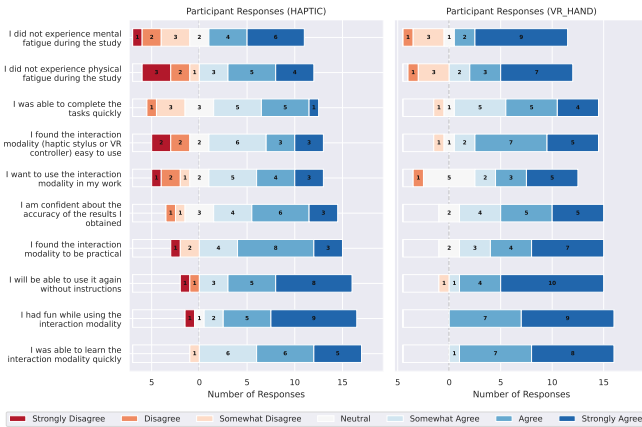 Participant Responses (HAPTIC)
Participant Responses (VR_HAND)
I did not experience mental
fatigue during the study
1 2 3 2 4 6
1 3 1 2 9
I did not experience physical
fatigue during the study
3 2 1 3 5 4
1 3 2 3 7
I was able to complete the
tasks quickly
1 3 3 5 5 1
1 1 5 5 4
I found the interaction
modality (haptic stylus or VR
controller) easy to use
2 2 2 6 3 3
1 1 2 7 5
I want to use the interaction
modality in my work
1 2 1 2 5 4 3
1 5 2 3 5
I am confident about the
accuracy of the results I
obtained
1 1 3 4 6 3
2 4 5 5
I found the interaction
modality to be practical
1 2 4 8 3
2 3 4 7
I will be able to use it again
without instructions
1 1 3 5 8
1 1 4 10
I had fun while using the
interaction modality
1 1 2 5 9
7 9
I was able to learn the
interaction modality quickly
1 6 6 5
1 7 8
5 0 5 10 15
5 0 5 10 15
Number of Responses
Number of Responses
Strongly Disagree Disagree Somewhat Disagree Neutral Somewhat Agree Agree Strongly Agree